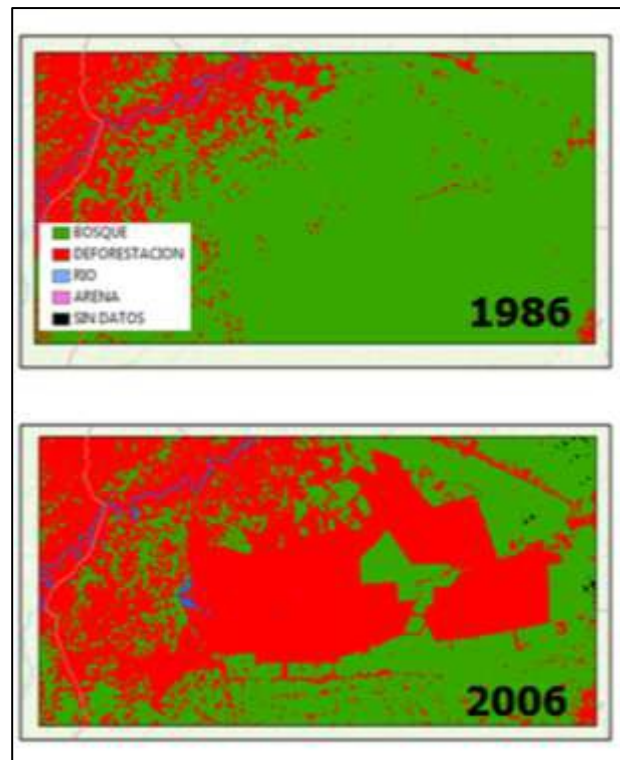 BOSQUE
DEFORESTACION
RIO
ARENA
SIN DATOS
1986
2006